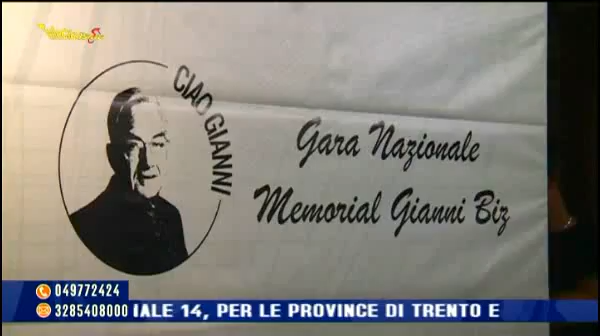 CIAO GIANNI
Gara Nazionale
Memorial Gianni Biz
049772424
3285408000
IALE 14, PER LE PROVINCE DI TRENTO E